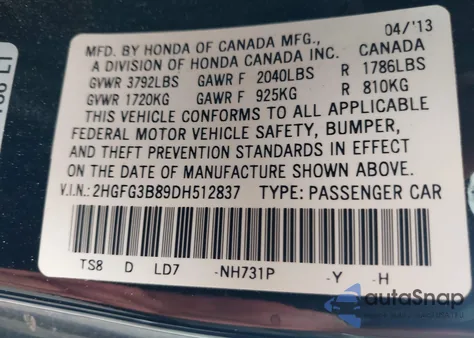 MFD. BY HONDA OF CANADA MFG., 04/'13
A DIVISION OF HONDA CANADA INC. CANADA
GVWR 3792LBS GAWR F 2040LBS R 1786LBS
GVWR 1720KG GAWR F 925KG R 810KG
THIS VEHICLE CONFORMS TO ALL APPLICABLE
FEDERAL MOTOR VEHICLE SAFETY, BUMPER,
AND THEFT PREVENTION STANDARDS IN EFFECT
ON THE DATE OF MANUFACTURE SHOWN ABOVE.
V.I.N.: 2HGFG3B89DH512837 TYPE: PASSENGER CAR
TS8 D LD7 -NH731P -Y -H
autoSnap